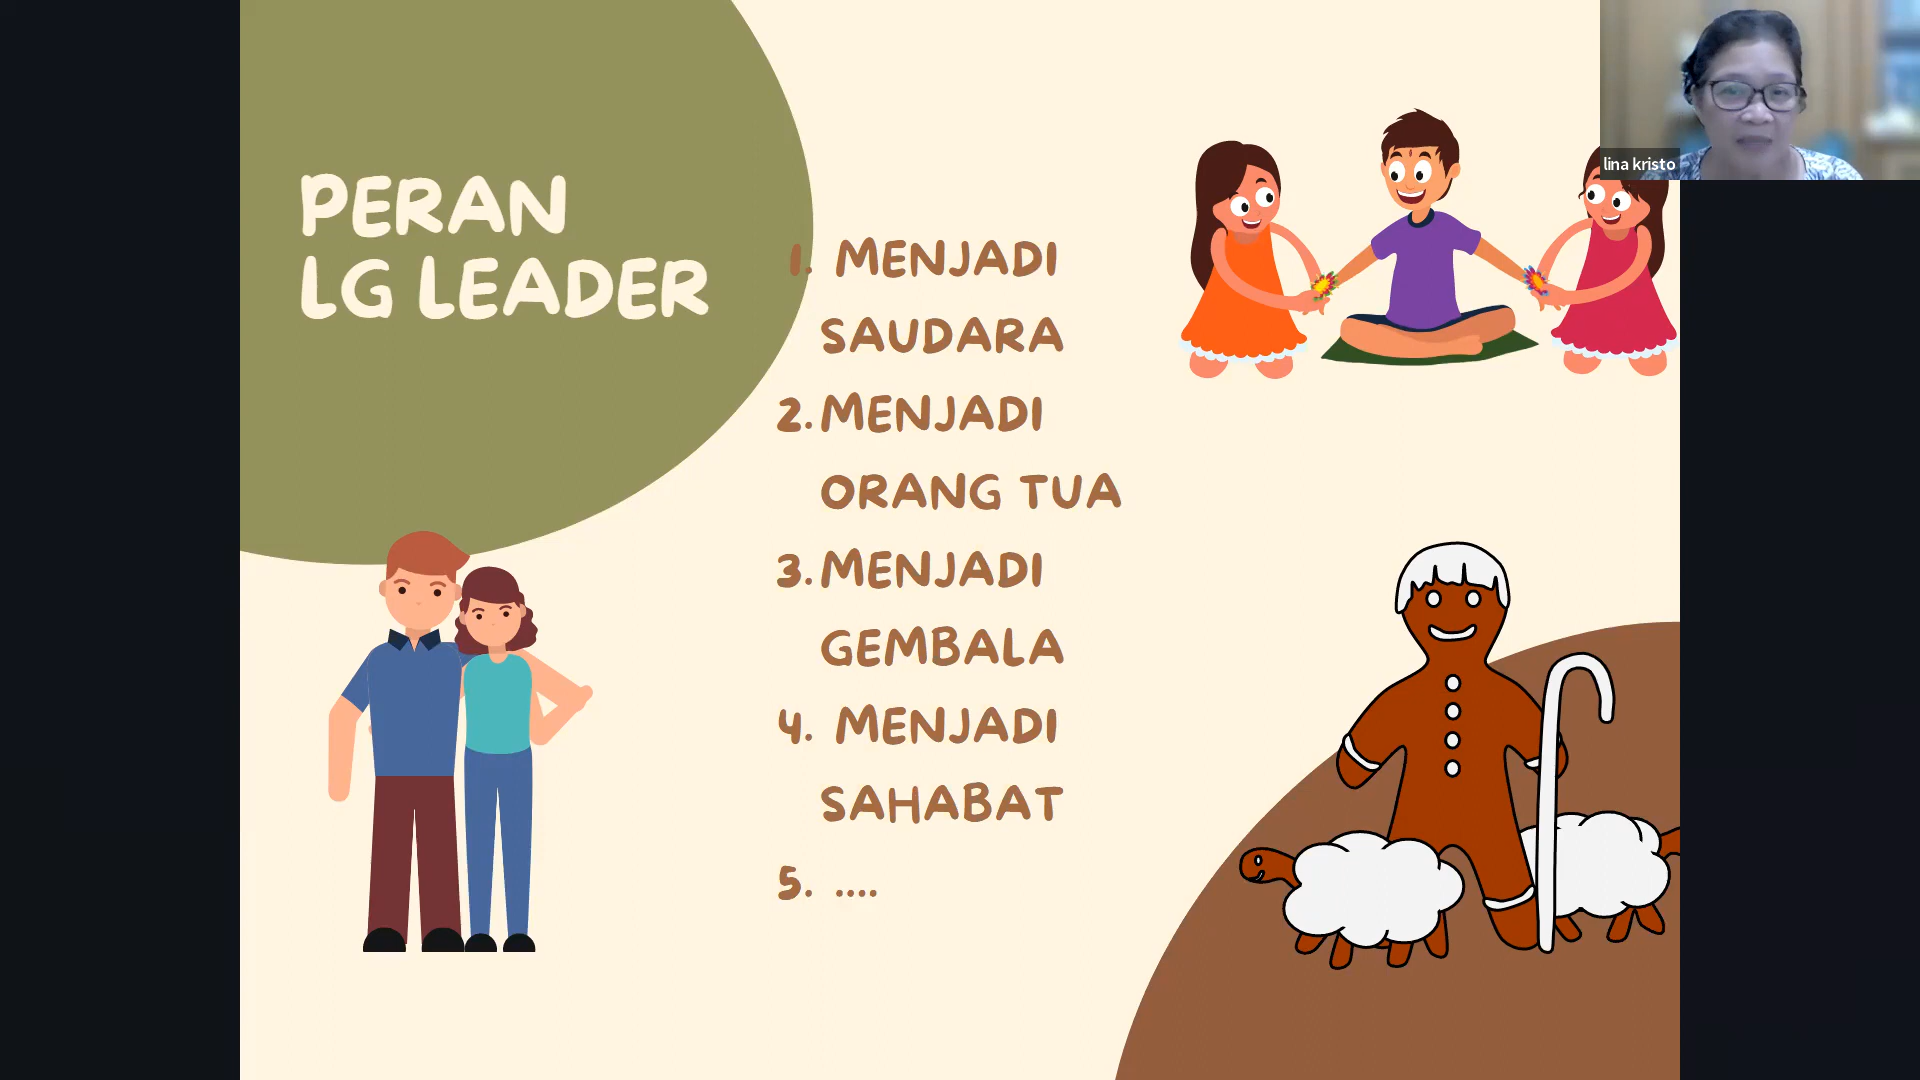 PERAN
LG LEADER
1. MENJADI
SAUDARA
2. MENJADI
ORANG TUA
3. MENJADI
GEMBALA
4. MENJADI
SAHABAT
5. ....
lina kristo